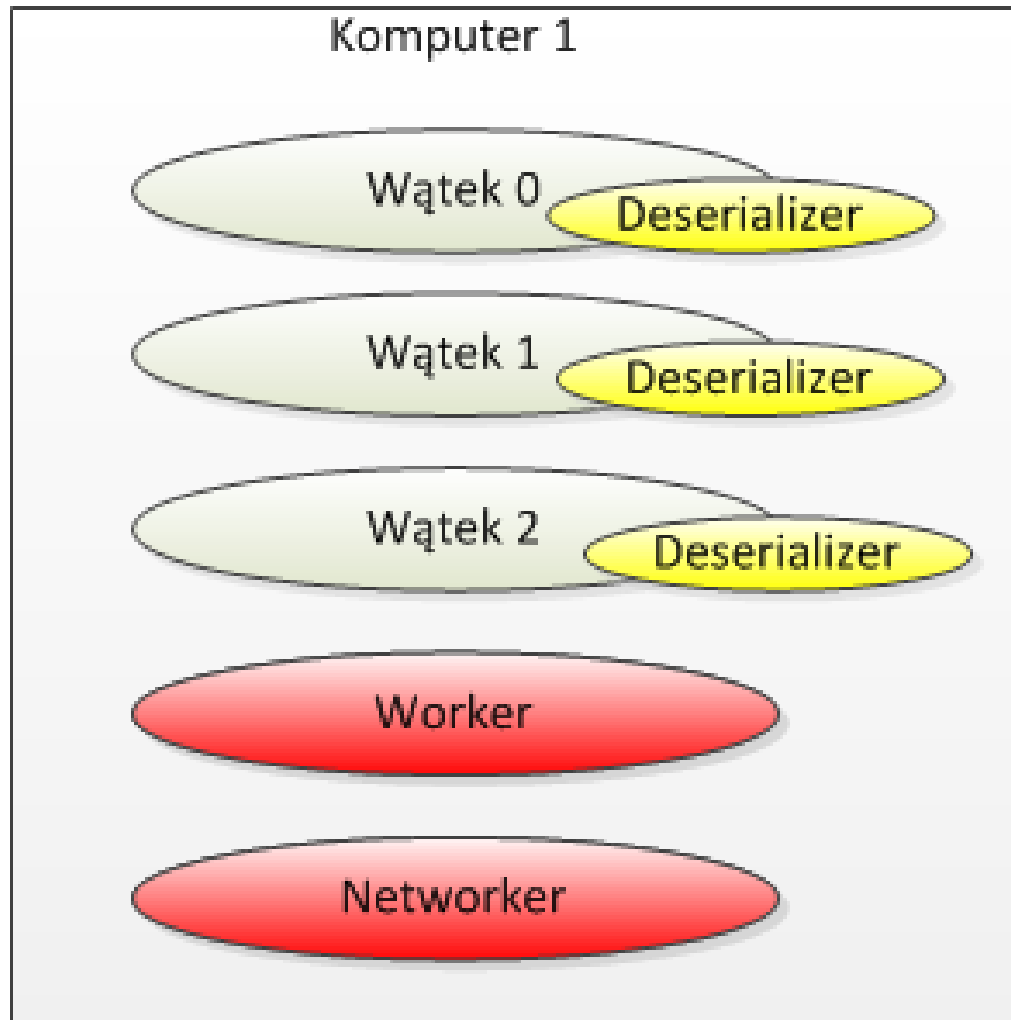 Komputer 1
Wątek 0
Deserializer
Wątek 1
Deserializer
Wątek 2
Deserializer
Worker
Networker